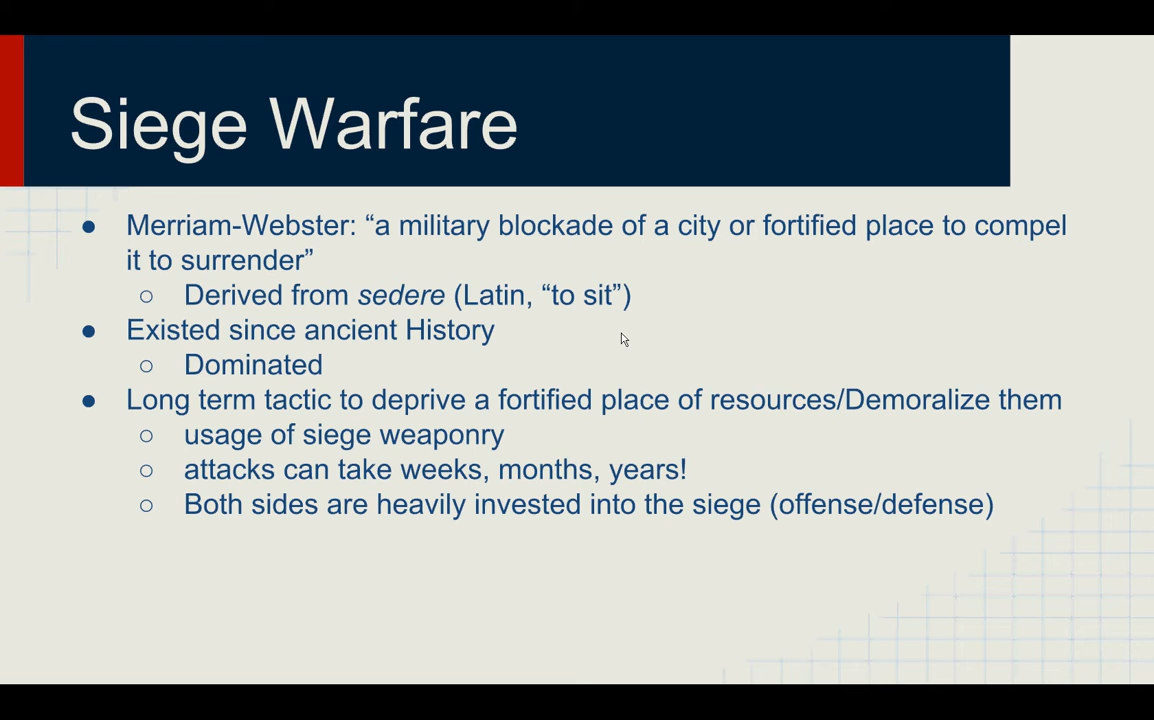 Siege Warfare
● Merriam-Webster: “a military blockade of a city or fortified place to compel
it to surrender”
○ Derived from sedere (Latin, “to sit”)
● Existed since ancient History
○ Dominated
● Long term tactic to deprive a fortified place of resources/Demoralize them
○ usage of siege weaponry
○ attacks can take weeks, months, years!
○ Both sides are heavily invested into the siege (offense/defense)